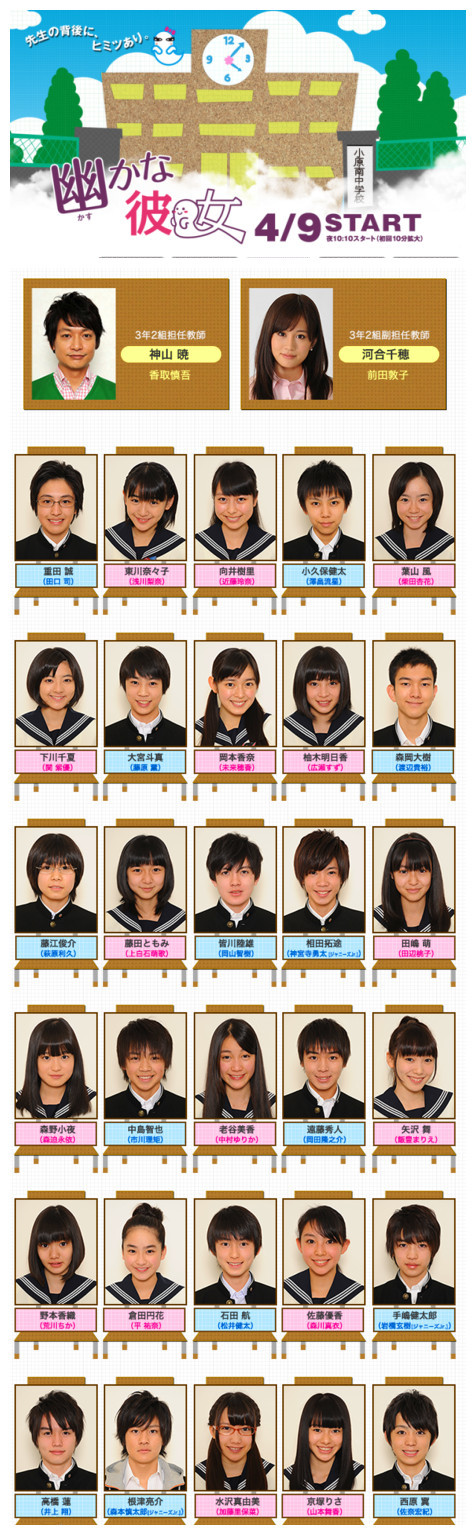 先生の背後に、
ヒミツあり。
12
3
6
9
小原南中学校
幽かな
かす
彼女
4/9 START
夜10:10スタート(初回10分拡大)
3年2組担任教師
神山 暁
香取慎吾
3年2組副担任教師
河合千穂
前田敦子
重田 誠
(田口 司)
東川奈々子
(浅川梨奈)
向井樹里
(近藤玲奈)
小久保健太
(澤畠流星)
葉山 風
(柴田杏花)
下川千夏
(関 紫優)
大宮斗真
(藤原 薫)
岡本香奈
(未来穂香)
柚木明日香
(広瀬すず)
森岡大樹
(渡辺貴裕)
藤江俊介
(萩原利久)
藤田ともみ
(上白石萌歌)
皆川陸雄
(岡山智樹)
相田拓途
(神宮寺勇太 [ジャニーズJr.])
田嶋 萌
(田辺桃子)
森野小夜
(森迫永依)
中島智也
(市川理矩)
老谷美香
(中村ゆりか)
遠藤秀人
(岡田隆之介)
矢沢 舞
(飯豊まりえ)
野本香織
(荒川ちか)
倉田円花
(平 祐奈)
石田 航
(松井健太)
佐藤優香
(森川真衣)
手嶋健太郎
(岩橋玄樹[ジャニーズJr.])
高橋 蓮
(井上 翔)
根津亮介
(森本慎太郎[ジャニーズJr.])
水沢真由美
(加藤里保菜)
京塚りさ
(山本舞香)
西原 翼
(佐奈宏紀)